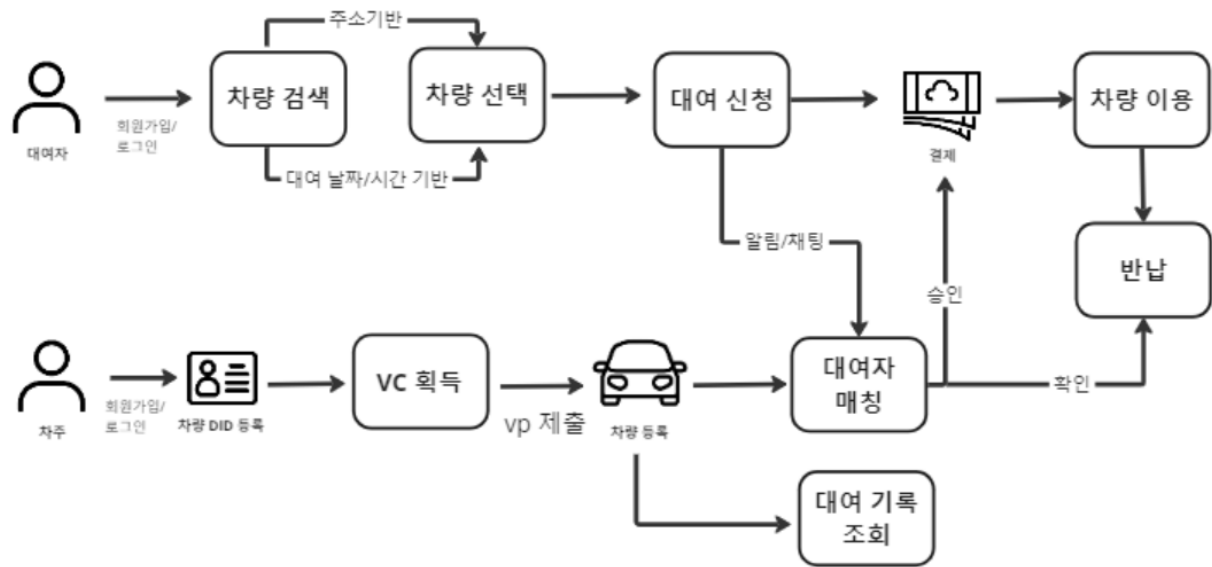 주소기반
차량 검색
차량 선택
대여 신청
차량 이용
회원가입/
로그인
대여자
결제
대여 날짜/시간 기반
알림/채팅
반납
승인
VC 획득
대여자
매칭
확인
회원가입/
로그인
차주
차량 DID 등록
vp 제출
차량 등록
대여 기록
조회